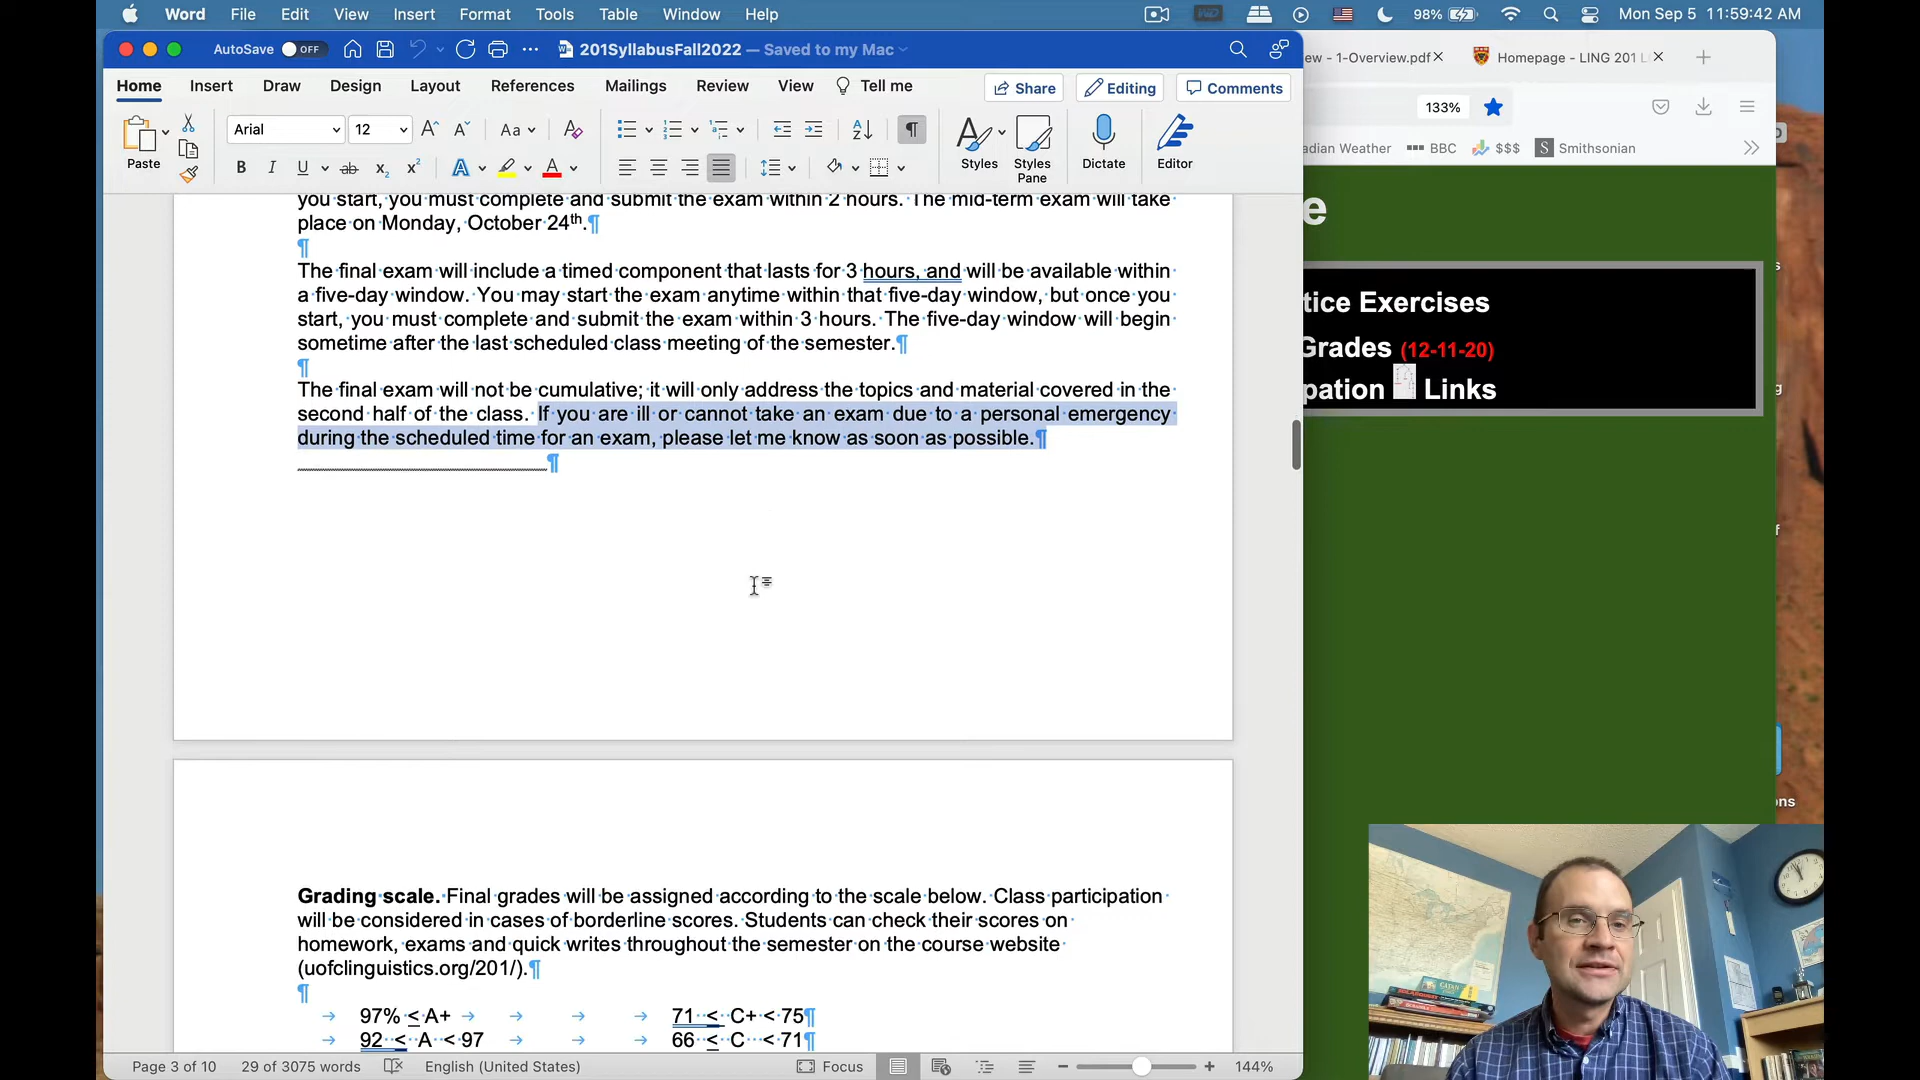 Word File Edit View Insert Format Tools Table Window Help
98% Mon Sep 5 11:59:42 AM
AutoSave OFF 201SyllabusFall2022 — Saved to my Mac
ew - 1-Overview.pdf Homepage - LING 201 L
Home Insert Draw Design Layout References Mailings Review View Tell me Share Editing Comments
133%
Paste Arial 12 Styles Styles Pane Dictate Editor
adian Weather BBC $$$ Smithsonian
you start, you must complete and submit the exam within 2 hours. The mid-term exam will take
place on Monday, October 24th.¶
¶
The final exam will include a timed component that lasts for 3 hours, and will be available within
a five-day window. You may start the exam anytime within that five-day window, but once you
start, you must complete and submit the exam within 3 hours. The five-day window will begin
sometime after the last scheduled class meeting of the semester.¶
¶
The final exam will not be cumulative; it will only address the topics and material covered in the
second half of the class. If you are ill or cannot take an exam due to a personal emergency
during the scheduled time for an exam, please let me know as soon as possible.¶
¶
Grading scale. Final grades will be assigned according to the scale below. Class participation
will be considered in cases of borderline scores. Students can check their scores on
homework, exams and quick writes throughout the semester on the course website
(uofclinguistics.org/201/).¶
¶
97% < A+ 71 < C+ < 75¶
92 < A < 97 66 < C < 71¶
e
tice Exercises
Grades (12-11-20)
pation Links
ons
Page 3 of 10 29 of 3075 words English (United States) Focus 144%
CATAN